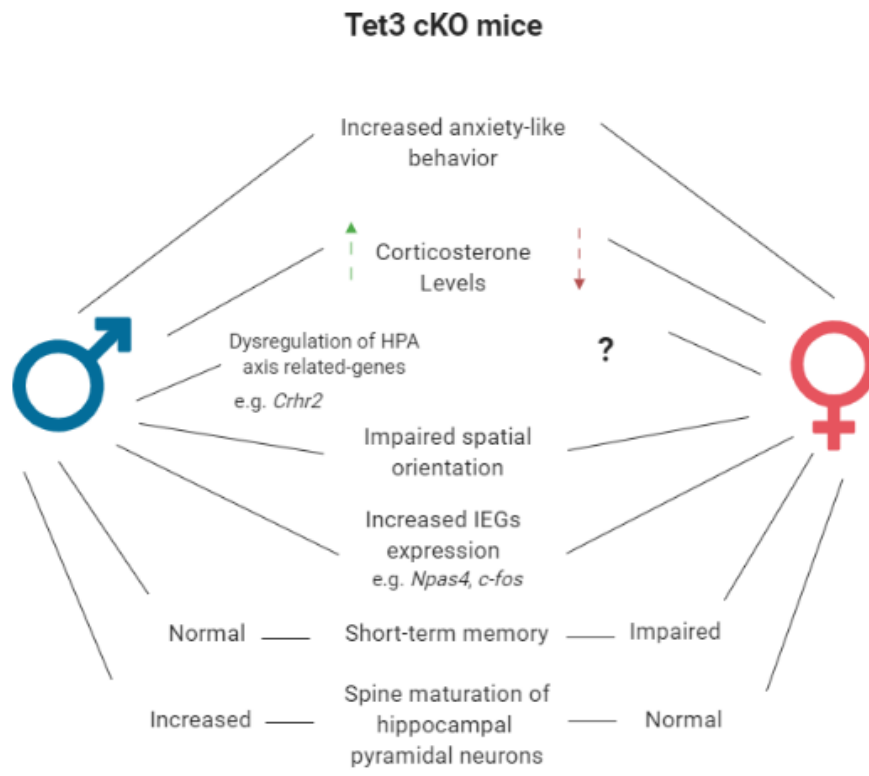 Tet3 cKO mice
Increased anxiety-like
behavior
Corticosterone
Levels
Dysregulation of HPA
axis related-genes
e.g. Crhr2
?
Impaired spatial
orientation
Increased IEGs
expression
e.g. Npas4, c-fos
Normal
Short-term memory
Impaired
Increased
Spine maturation of
hippocampal
pyramidal neurons
Normal